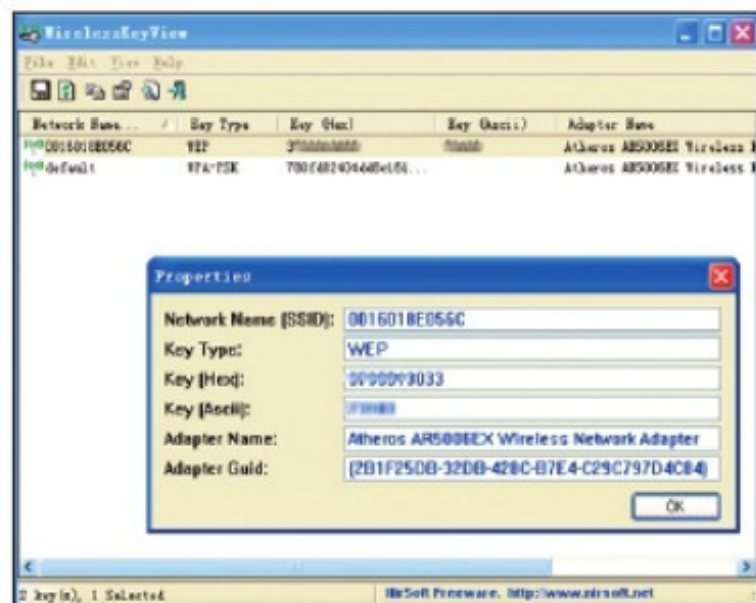 WirelessKeyView
File Edit View Help
Network Name... / Key Type Key (Hex) Key (Ascii) Adapter Name
0016018E056C WEP Atheros AR5006EX Wireless
default WPA-PSK Atheros AR5006EX Wireless
Properties
Network Name (SSID): 0016018E056C
Key Type: WEP
Key (Hex):
Key (Ascii):
Adapter Name: Atheros AR5006EX Wireless Network Adapter
Adapter Guid: {2B1F25DB-32DB-428C-B7E4-C29C797D4C84}
OK
2 key(s), 1 Selected NirSoft Freeware. http://www.nirsoft.net